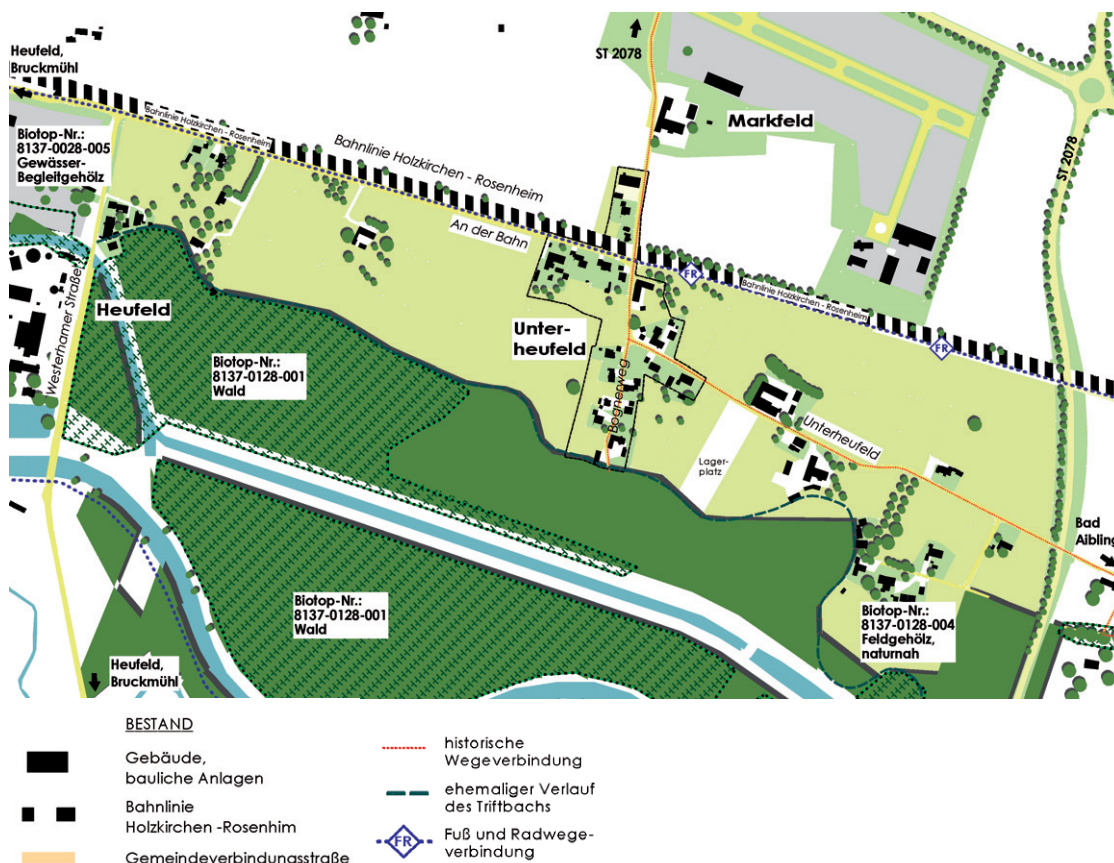 Heufeld,
Bruckmühl
ST 2078
Markfeld
Bahnlinie Holzkirchen - Rosenheim
Biotop-Nr.:
8137-0028-005
Gewässer-
Begleitgehölz
Bahnlinie Holzkirchen - Rosenheim
ST 2078
An der Bahn
FR
Bahnlinie Holzkirchen - Rosenheim
Westerhamer Straße
Heufeld
Unter-
heufeld
FR
Biotop-Nr.:
8137-0128-001
Wald
Bognerweg
Unterheufeld
Lager-
platz
Bad
Aibling
Biotop-Nr.:
8137-0128-001
Wald
Biotop-Nr.:
8137-0128-004
Feldgehölz,
naturnah
Heufeld,
Bruckmühl
BESTAND
Gebäude,
bauliche Anlagen
Bahnlinie
Holzkirchen -Rosenhim
Gemeindeverbindungsstraße
historische
Wegeverbindung
ehemaliger Verlauf
des Triftbachs
FR
Fuß und Radwege-
verbindung